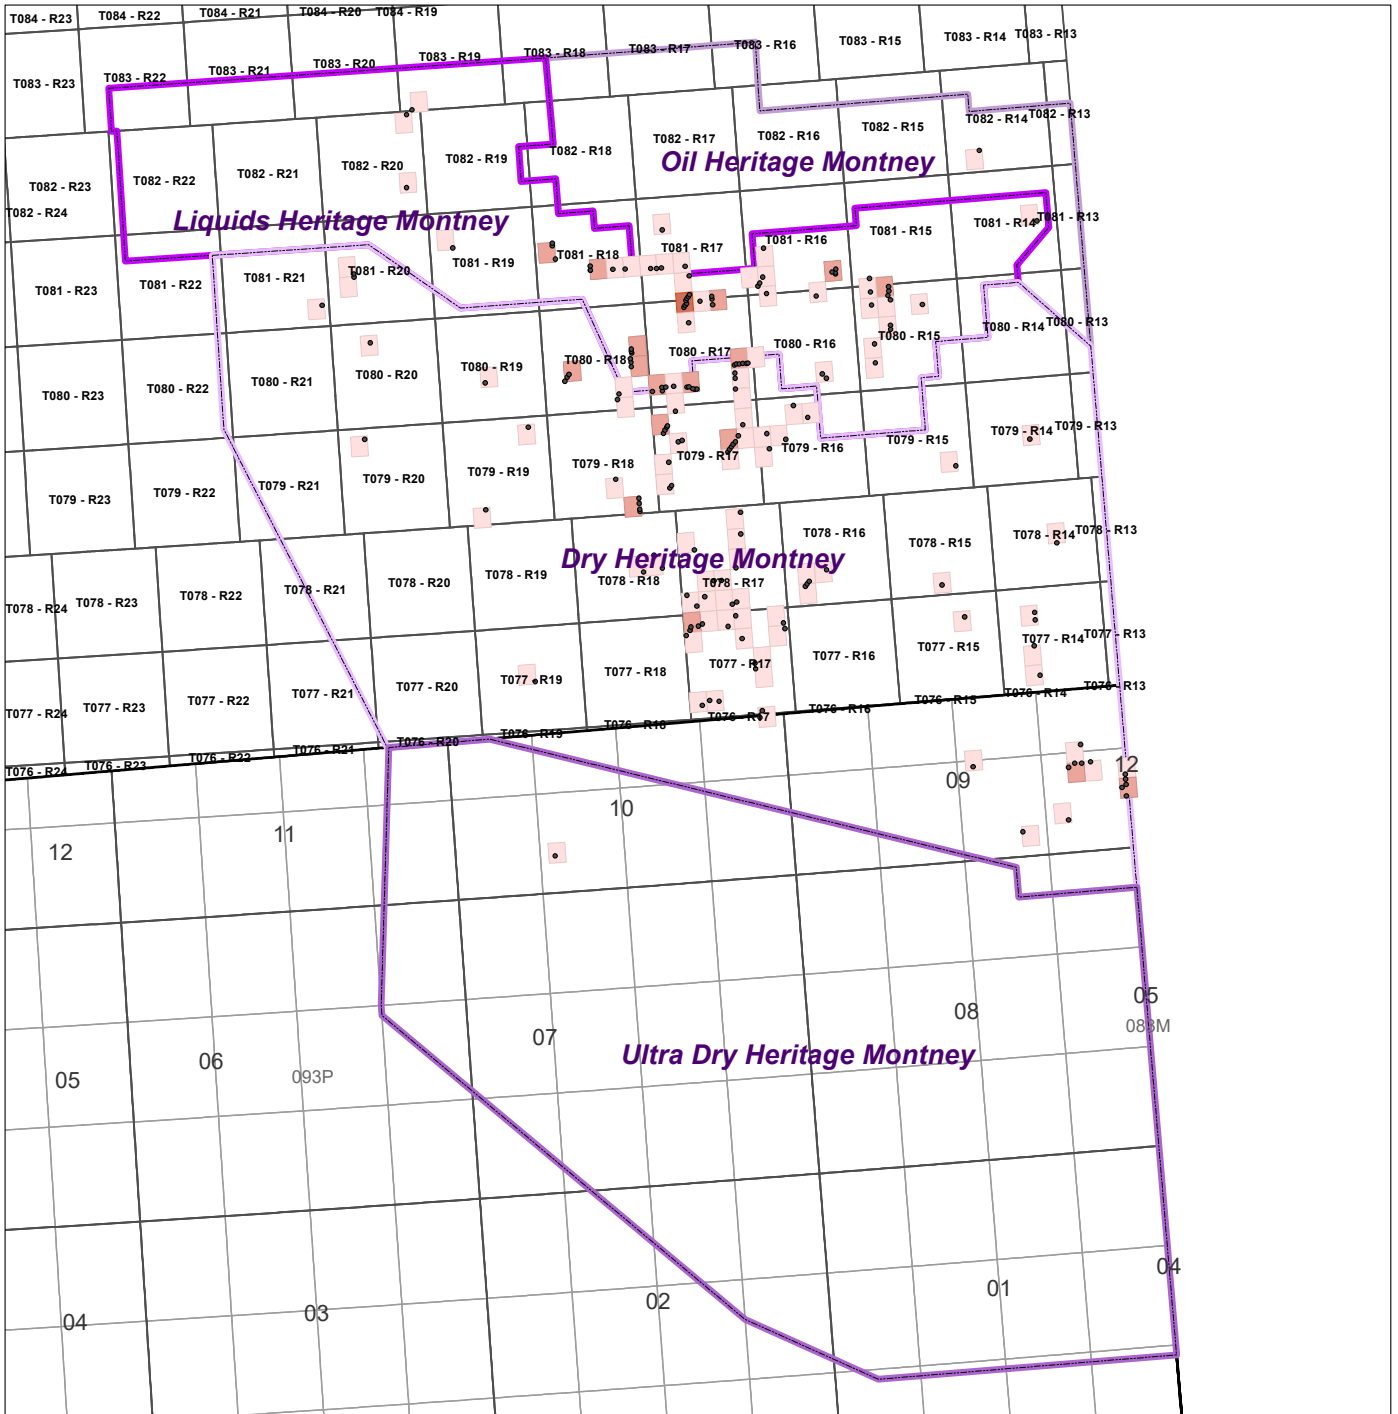 T084 - R23
T084 - R22
T084 - R21
T084 - R20
T084 - R19
T083 - R23
T083 - R22
T083 - R21
T083 - R20
T083 - R19
T083 - R18
T083 - R17
T083 - R16
T083 - R15
T083 - R14
T083 - R13
T082 - R23
T082 - R22
T082 - R21
T082 - R20
T082 - R19
T082 - R18
T082 - R17
T082 - R16
T082 - R15
T082 - R14
T082 - R13
Oil Heritage Montney
T082 - R24
Liquids Heritage Montney
T081 - R23
T081 - R22
T081 - R21
T081 - R20
T081 - R19
T081 - R18
T081 - R17
T081 - R16
T081 - R15
T081 - R14
T081 - R13
T080 - R23
T080 - R22
T080 - R21
T080 - R20
T080 - R19
T080 - R18
T080 - R17
T080 - R16
T080 - R15
T080 - R14
T080 - R13
T079 - R23
T079 - R22
T079 - R21
T079 - R20
T079 - R19
T079 - R18
T079 - R17
T079 - R16
T079 - R15
T079 - R14
T079 - R13
Dry Heritage Montney
T078 - R24
T078 - R23
T078 - R22
T078 - R21
T078 - R20
T078 - R19
T078 - R18
T078 - R17
T078 - R16
T078 - R15
T078 - R14
T078 - R13
T077 - R24
T077 - R23
T077 - R22
T077 - R21
T077 - R20
T077 - R19
T077 - R18
T077 - R17
T077 - R16
T077 - R15
T077 - R14
T077 - R13
T076 - R24
T076 - R23
T076 - R22
T076 - R21
T076 - R20
T076 - R19
T076 - R18
T076 - R17
T076 - R16
T076 - R15
T076 - R14
T076 - R13
12
11
10
09
12
05
06
093P
07
08
05
083M
Ultra Dry Heritage Montney
04
03
02
01
04